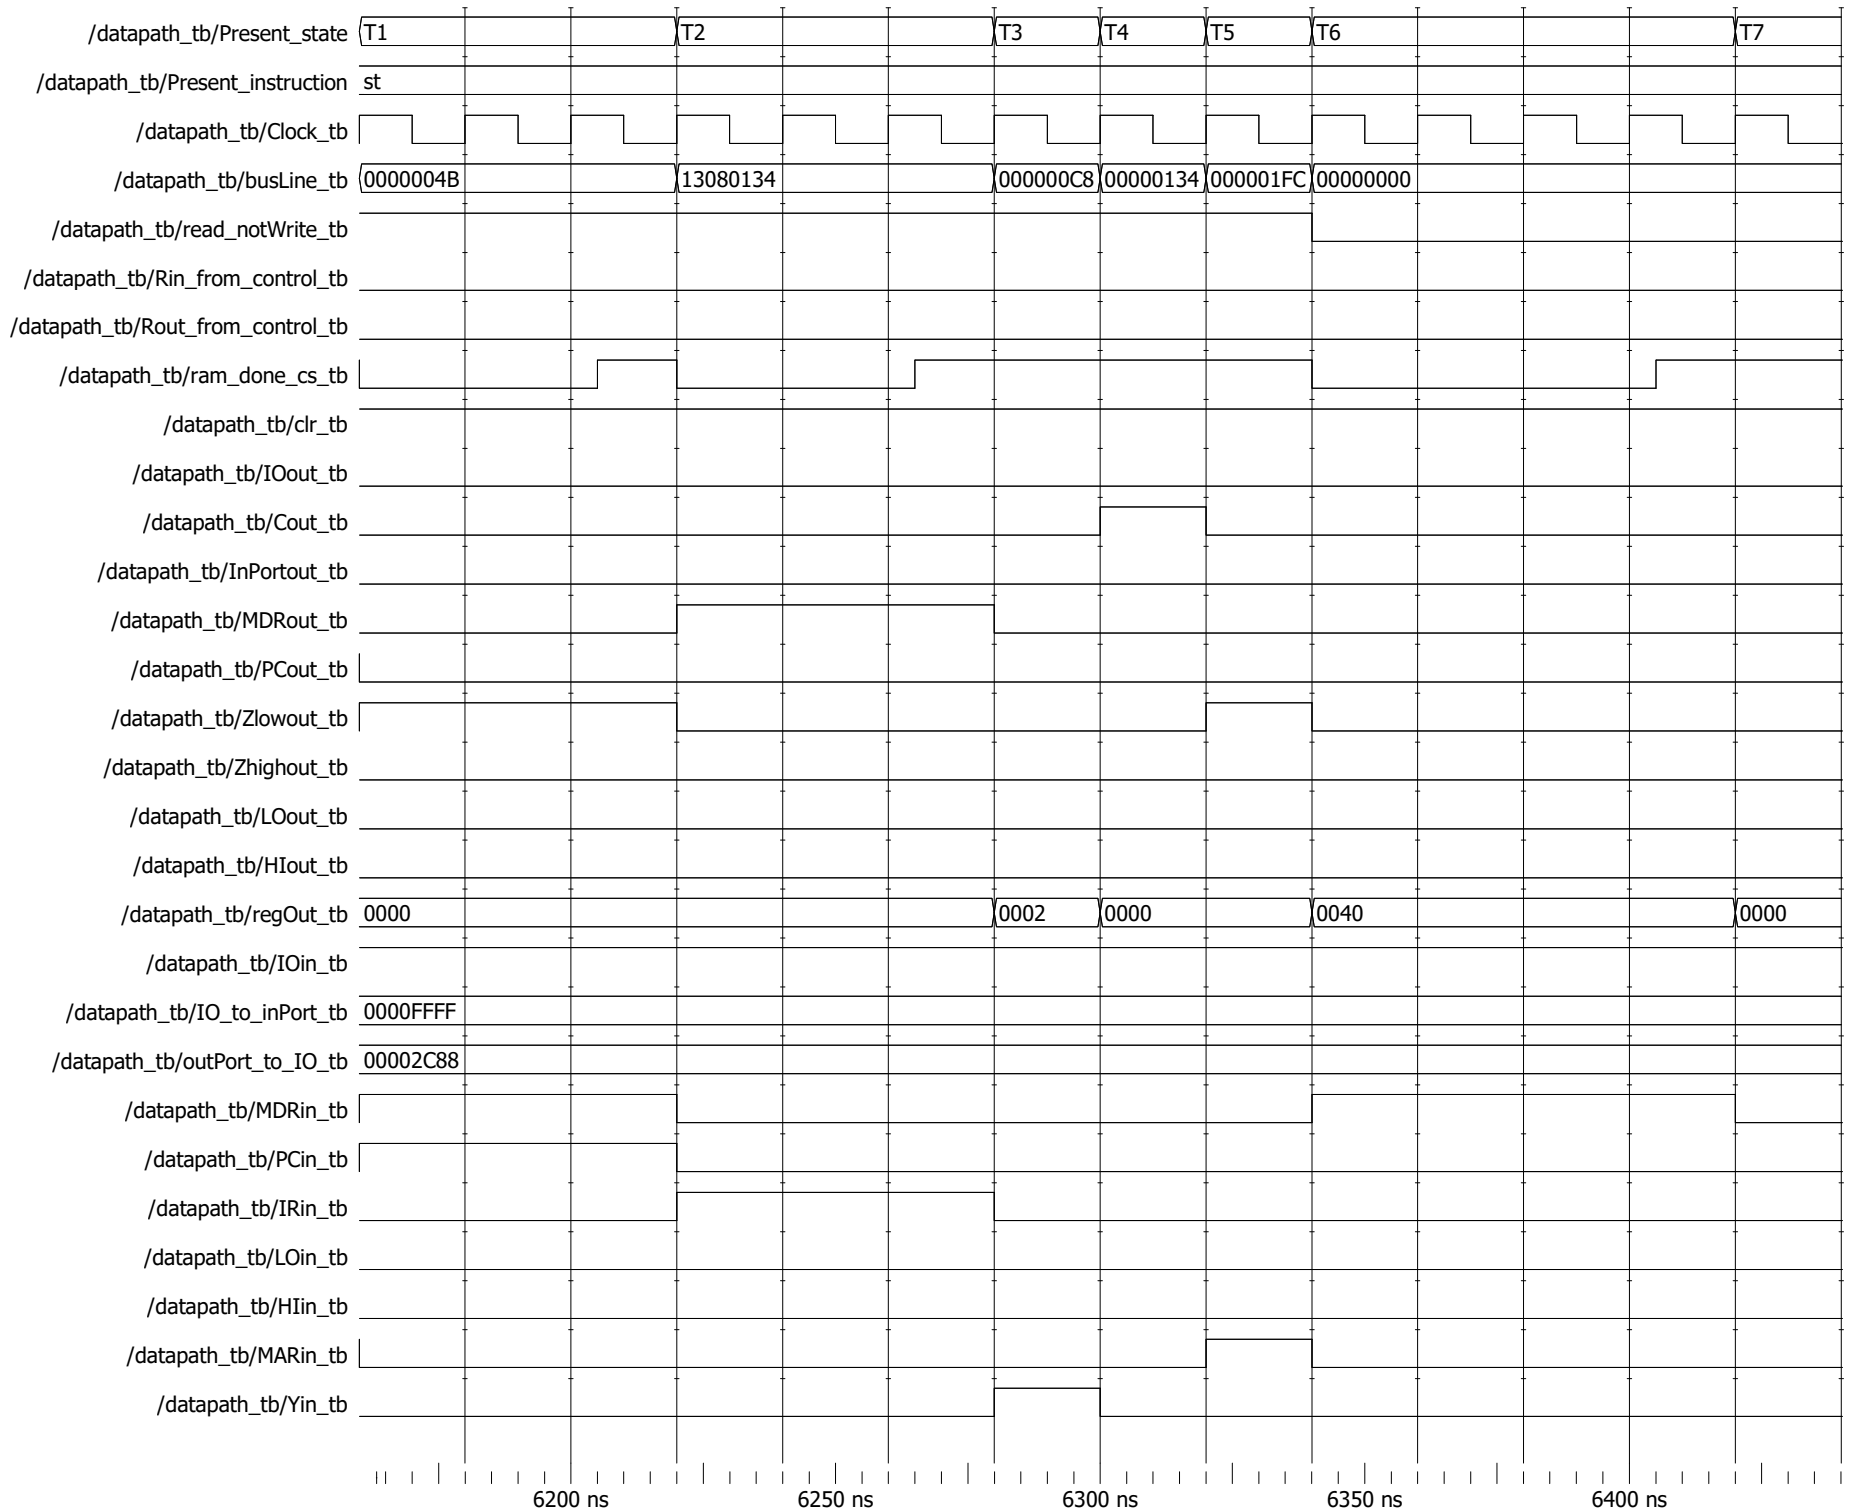 /datapath_tb/Present_state T1 T2 T3 T4 T5 T6 T7
/datapath_tb/Present_instruction st
/datapath_tb/Clock_tb
/datapath_tb/busLine_tb 0000004B 13080134 000000C8 00000134 000001FC 00000000
/datapath_tb/read_notWrite_tb
/datapath_tb/Rin_from_control_tb
/datapath_tb/Rout_from_control_tb
/datapath_tb/ram_done_cs_tb
/datapath_tb/clr_tb
/datapath_tb/IOout_tb
/datapath_tb/Cout_tb
/datapath_tb/InPortout_tb
/datapath_tb/MDRout_tb
/datapath_tb/PCout_tb
/datapath_tb/Zlowout_tb
/datapath_tb/Zhighout_tb
/datapath_tb/LOout_tb
/datapath_tb/HIout_tb
/datapath_tb/regOut_tb 0000 0002 0000 0040 0000
/datapath_tb/IOin_tb
/datapath_tb/IO_to_inPort_tb 0000FFFF
/datapath_tb/outPort_to_IO_tb 00002C88
/datapath_tb/MDRin_tb
/datapath_tb/PCin_tb
/datapath_tb/IRin_tb
/datapath_tb/LOin_tb
/datapath_tb/HIin_tb
/datapath_tb/MARin_tb
/datapath_tb/Yin_tb
6200 ns 6250 ns 6300 ns 6350 ns 6400 ns